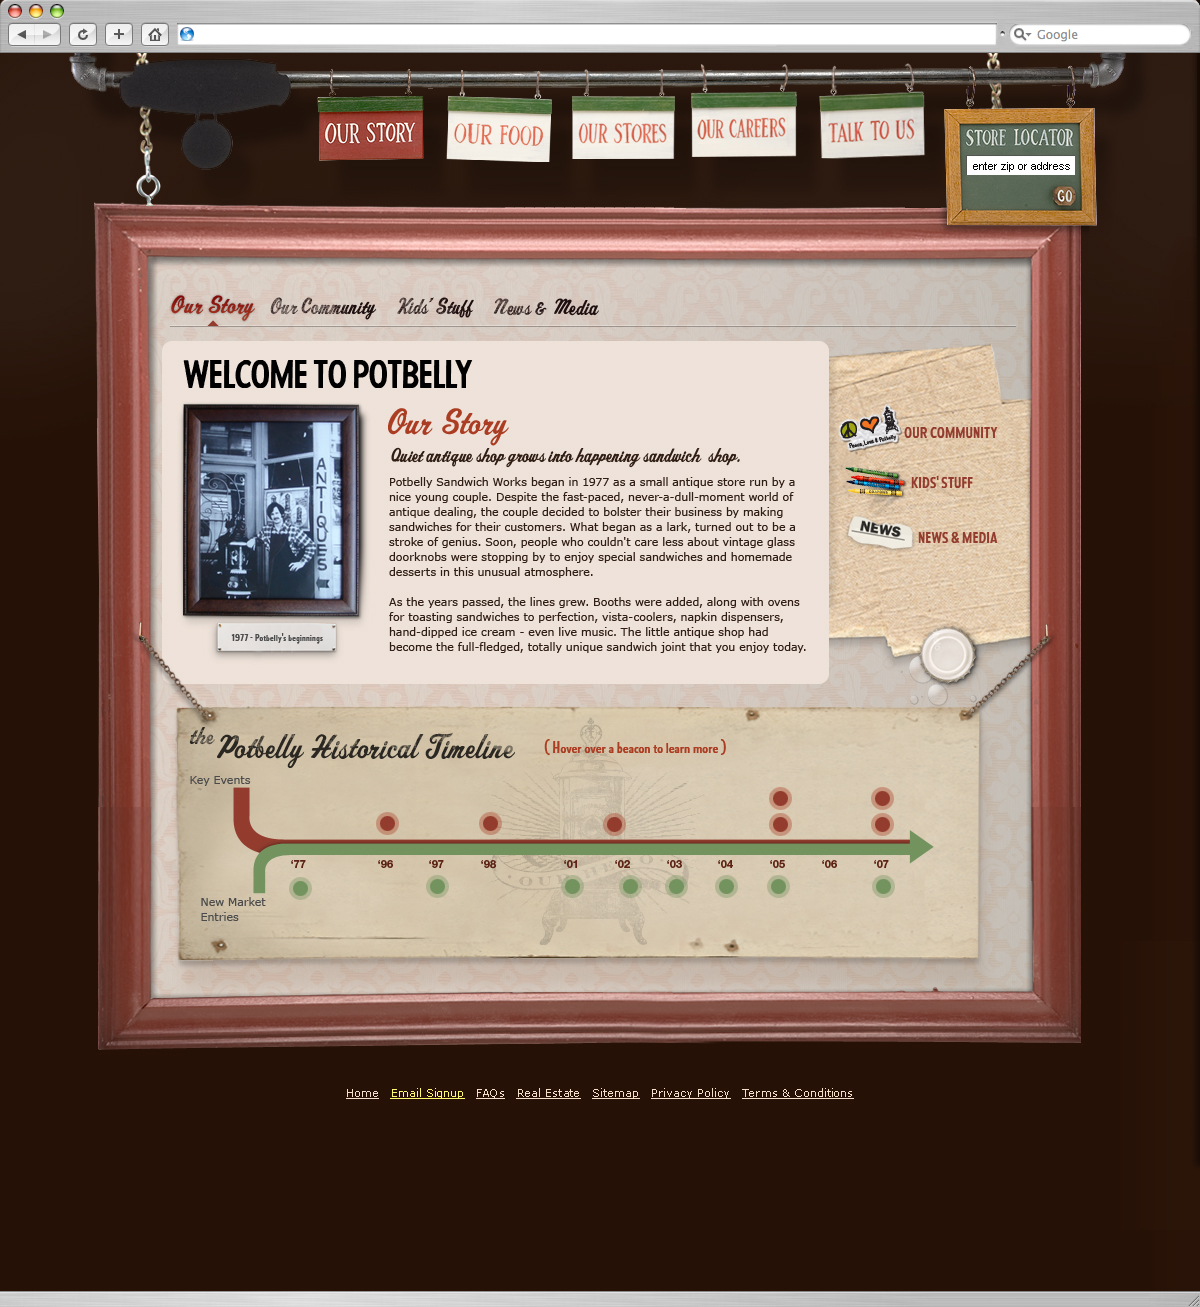 Google
OUR STORY
OUR FOOD
OUR STORES
OUR CAREERS
TALK TO US
STORE LOCATOR
enter zip or address
GO
Our Story
Our Community
Kids' Stuff
News & Media
WELCOME TO POTBELLY
ANTIQUES
1977 - Potbelly's beginnings
Our Story
Quiet antique shop grows into happening sandwich shop.
Potbelly Sandwich Works began in 1977 as a small antique store run by a
nice young couple. Despite the fast-paced, never-a-dull-moment world of
antique dealing, the couple decided to bolster their business by making
sandwiches for their customers. What began as a lark, turned out to be a
stroke of genius. Soon, people who couldn't care less about vintage glass
doorknobs were stopping by to enjoy special sandwiches and homemade
desserts in this unusual atmosphere.
As the years passed, the lines grew. Booths were added, along with ovens
for toasting sandwiches to perfection, vista-coolers, napkin dispensers,
hand-dipped ice cream - even live music. The little antique shop had
become the full-fledged, totally unique sandwich joint that you enjoy today.
Peace, Love & Potbelly
OUR COMMUNITY
KIDS' STUFF
NEWS
NEWS & MEDIA
the Potbelly Historical Timeline
( Hover over a beacon to learn more )
Key Events
'77
'96
'97
'98
'01
'02
'03
'04
'05
'06
'07
New Market
Entries
Home
Email Signup
FAQs
Real Estate
Sitemap
Privacy Policy
Terms & Conditions